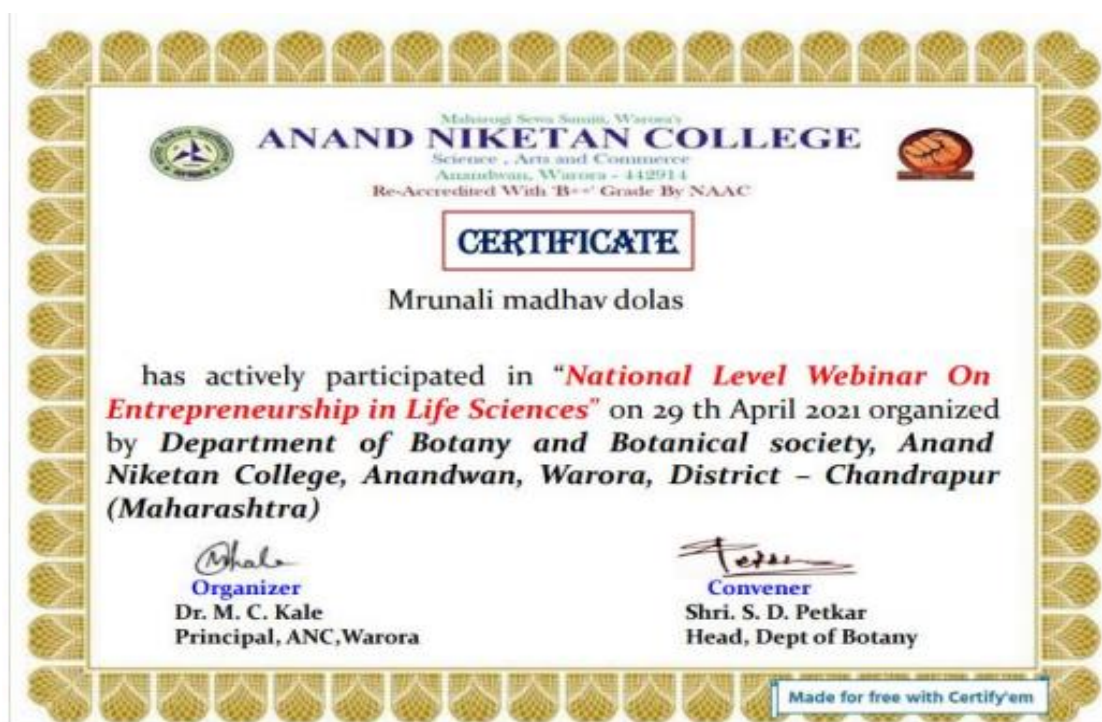 Maharogi Sewa Samiti, Warora's
ANAND NIKETAN COLLEGE
Science , Arts and Commerce
Anandwan, Warora - 442914
Re-Accredited With 'B++' Grade By NAAC
CERTIFICATE
Mrunali madhav dolas
has actively participated in “National Level Webinar On
Entrepreneurship in Life Sciences” on 29 th April 2021 organized
by Department of Botany and Botanical society, Anand
Niketan College, Anandwan, Warora, District – Chandrapur
(Maharashtra)
Organizer
Dr. M. C. Kale
Principal, ANC,Warora
Convener
Shri. S. D. Petkar
Head, Dept of Botany
Made for free with Certify'em